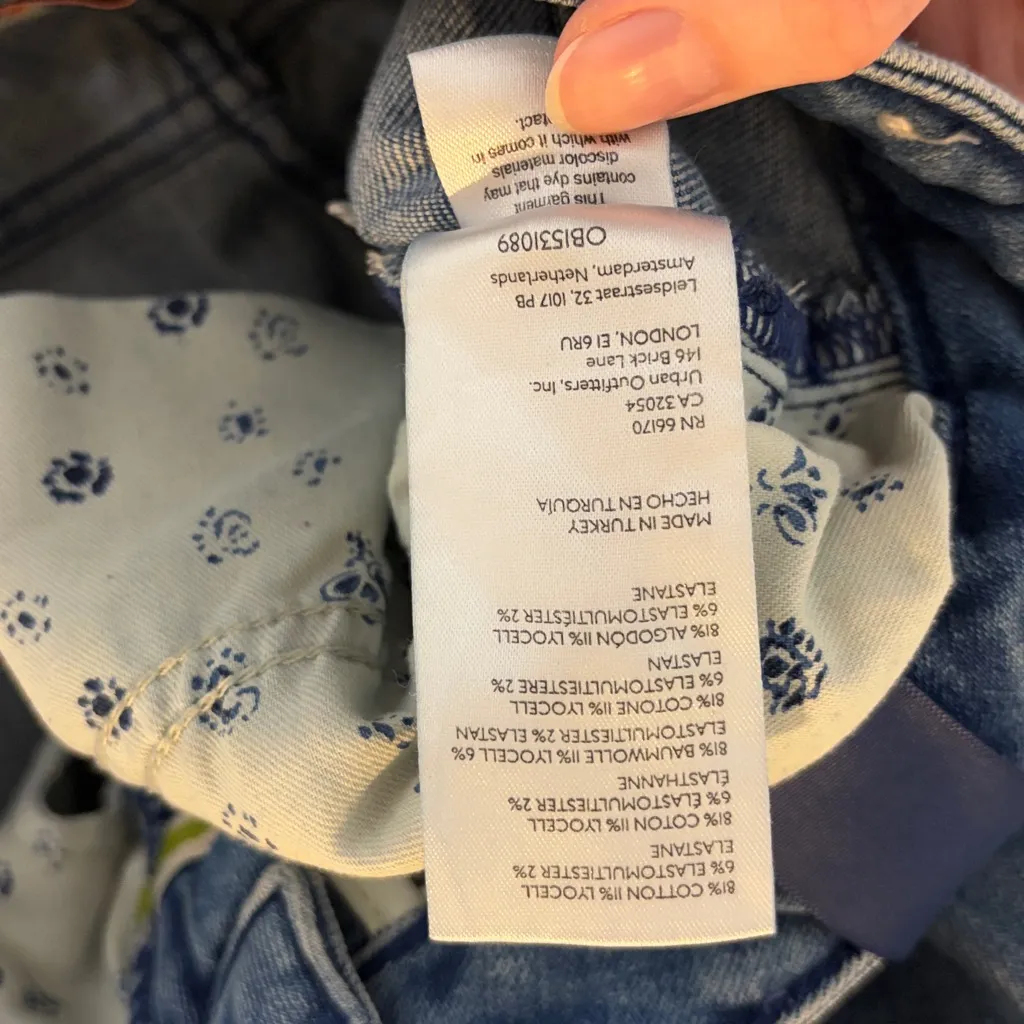 81% COTTON 11% LYOCELL
6% ELASTOMULTIESTER 2%
ELASTANE
81% COTON 11% LYOCELL
6% ELASTOMULTIESTER 2%
ÉLASTHANNE
81% BAUMWOLLE 11% LYOCELL 6%
ELASTOMULTIESTER 2% ELASTAN
81% COTONE 11% LYOCELL
6% ELASTOMULTIESTERE 2%
ELASTAN
81% ALGODÓN 11% LYOCELL
6% ELASTOMULTIÉSTER 2%
ELASTANE
MADE IN TURKEY
HECHO EN TURQUÍA
RN 66170
CA 32054
Urban Outfitters, Inc.
146 Brick Lane
LONDON, E1 6RU
Leidsestraat 32, 1017 PB
Amsterdam, Netherlands
OB1531089
This garment
contains dye that may
discolor materials
with which it comes in